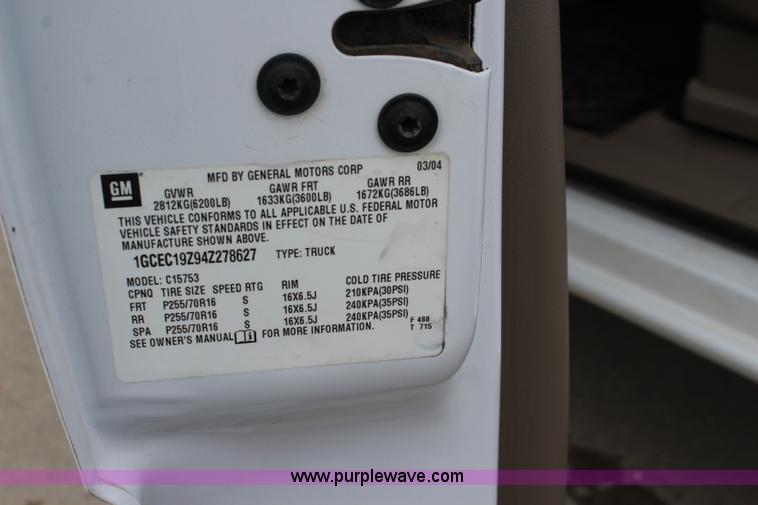 GM
MFD BY GENERAL MOTORS CORP 03/04
GVWR GAWR FRT GAWR RR
2812KG(6200LB) 1633KG(3600LB) 1672KG(3686LB)
THIS VEHICLE CONFORMS TO ALL APPLICABLE U.S. FEDERAL MOTOR
VEHICLE SAFETY STANDARDS IN EFFECT ON THE DATE OF
MANUFACTURE SHOWN ABOVE.
1GCEC19Z94Z278627 TYPE: TRUCK
MODEL: C15753
CPNQ TIRE SIZE SPEED RTG RIM COLD TIRE PRESSURE
FRT P255/70R16 S 16X6.5J 210KPA(30PSI)
RR P255/70R16 S 16X6.5J 240KPA(35PSI)
SPA P255/70R16 S 16X6.5J 240KPA(35PSI)
SEE OWNER'S MANUAL FOR MORE INFORMATION.
F 488
T 715
www.purplewave.com